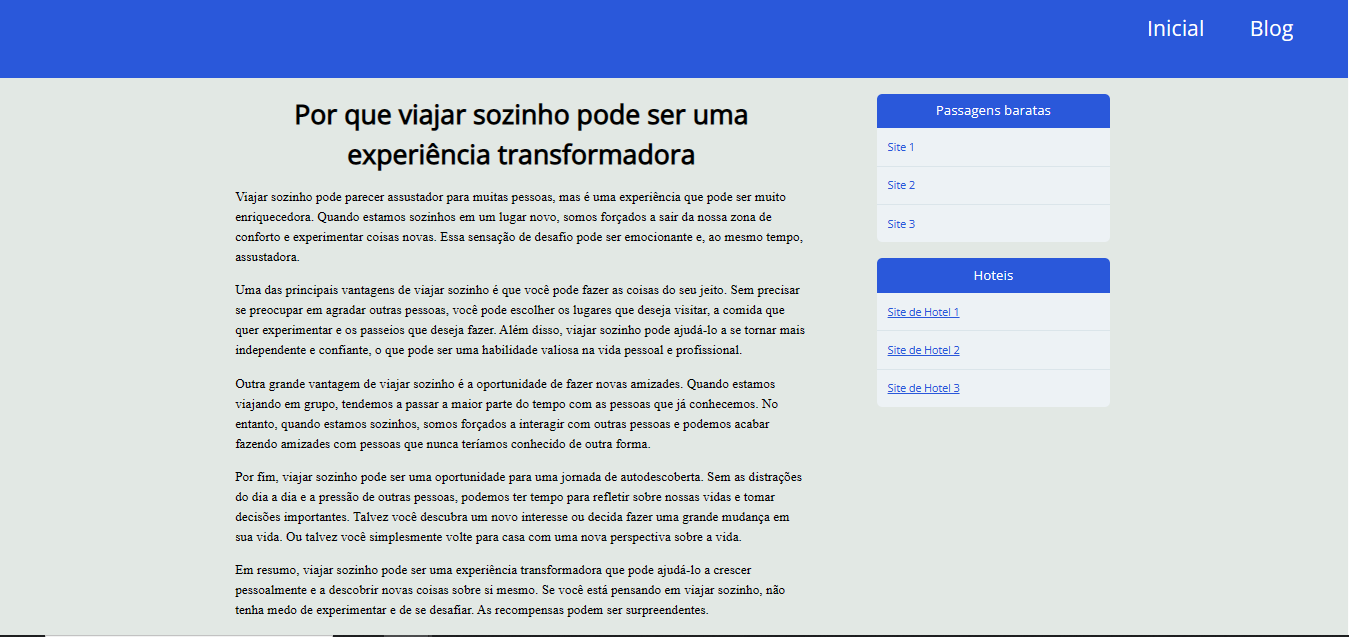 Inicial Blog
Por que viajar sozinho pode ser uma
experiência transformadora
Viajar sozinho pode parecer assustador para muitas pessoas, mas é uma experiência que pode ser muito
enriquecedora. Quando estamos sozinhos em um lugar novo, somos forçados a sair da nossa zona de
conforto e experimentar coisas novas. Essa sensação de desafio pode ser emocionante e, ao mesmo tempo,
assustadora.
Uma das principais vantagens de viajar sozinho é que você pode fazer as coisas do seu jeito. Sem precisar
se preocupar em agradar outras pessoas, você pode escolher os lugares que deseja visitar, a comida que
quer experimentar e os passeios que deseja fazer. Além disso, viajar sozinho pode ajudá-lo a se tornar mais
independente e confiante, o que pode ser uma habilidade valiosa na vida pessoal e profissional.
Outra grande vantagem de viajar sozinho é a oportunidade de fazer novas amizades. Quando estamos
viajando em grupo, tendemos a passar a maior parte do tempo com as pessoas que já conhecemos. No
entanto, quando estamos sozinhos, somos forçados a interagir com outras pessoas e podemos acabar
fazendo amizades com pessoas que nunca teríamos conhecido de outra forma.
Por fim, viajar sozinho pode ser uma oportunidade para uma jornada de autodescoberta. Sem as distrações
do dia a dia e a pressão de outras pessoas, podemos ter tempo para refletir sobre nossas vidas e tomar
decisões importantes. Talvez você descubra um novo interesse ou decida fazer uma grande mudança em
sua vida. Ou talvez você simplesmente volte para casa com uma nova perspectiva sobre a vida.
Em resumo, viajar sozinho pode ser uma experiência transformadora que pode ajudá-lo a crescer
pessoalmente e a descobrir novas coisas sobre si mesmo. Se você está pensando em viajar sozinho, não
tenha medo de experimentar e de se desafiar. As recompensas podem ser surpreendentes.
Passagens baratas
Site 1
Site 2
Site 3
Hoteis
Site de Hotel 1
Site de Hotel 2
Site de Hotel 3